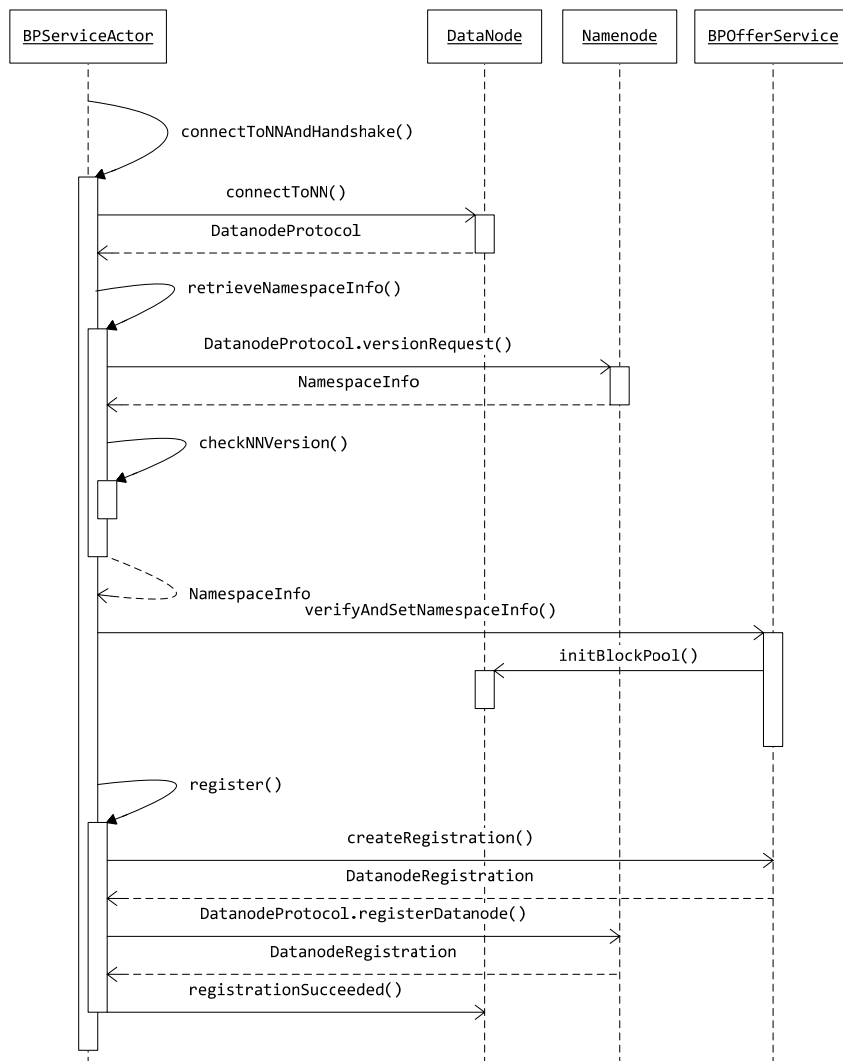 BPServiceActor
DataNode
Namenode
BPOfferService
connectToNNAndHandshake()
connectToNN()
DatanodeProtocol
retrieveNamespaceInfo()
DatanodeProtocol.versionRequest()
NamespaceInfo
checkNNVersion()
NamespaceInfo
verifyAndSetNamespaceInfo()
initBlockPool()
register()
createRegistration()
DatanodeRegistration
DatanodeProtocol.registerDatanode()
DatanodeRegistration
registrationSucceeded()